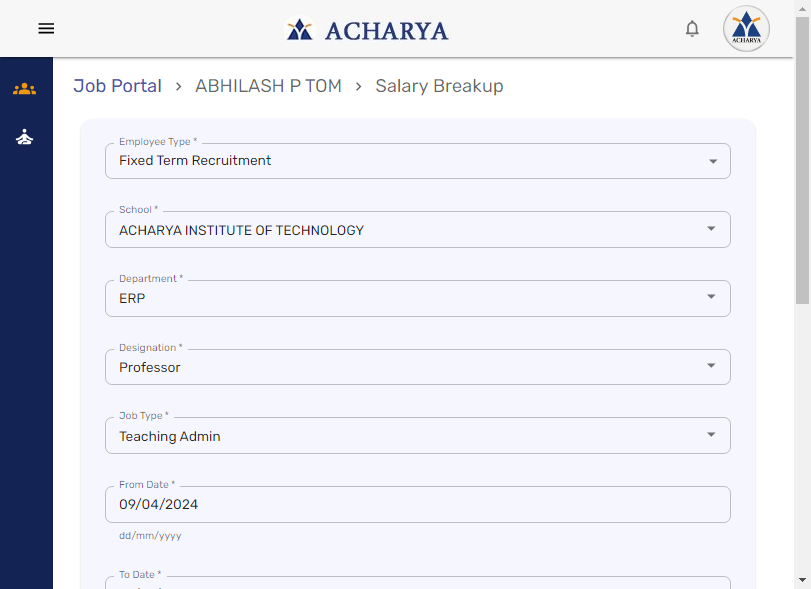 ACHARYA
ACHARYA
Job Portal › ABHILASH P TOM › Salary Breakup
Employee Type *
Fixed Term Recruitment
School *
ACHARYA INSTITUTE OF TECHNOLOGY
Department *
ERP
Designation *
Professor
Job Type *
Teaching Admin
From Date *
09/04/2024
dd/mm/yyyy
To Date *